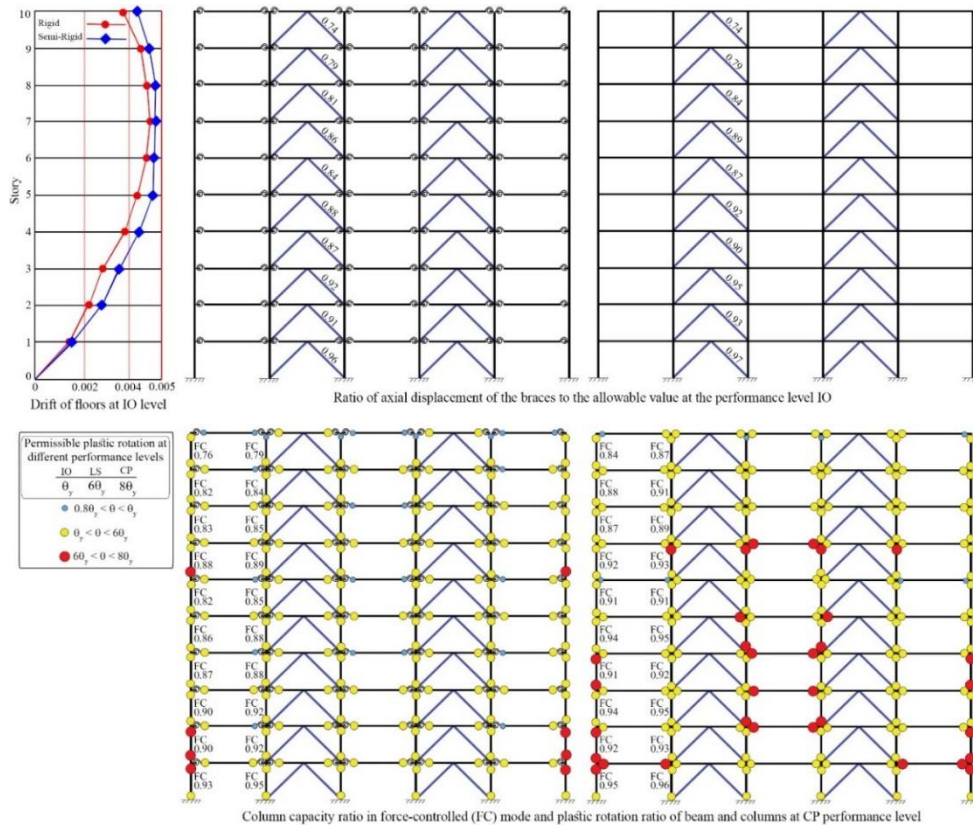 10
9
8
7
6
5
4
3
2
1
0
Story
Rigid
Semi-Rigid
0 0.002 0.004 0.005
Drift of floors at IO level
0.74
0.79
0.81
0.86
0.84
0.88
0.87
0.92
0.91
0.96
0.74
0.79
0.84
0.89
0.87
0.92
0.90
0.95
0.93
0.97
Ratio of axial displacement of the braces to the allowable value at the performance level IO
Permissible plastic rotation at
different performance levels
IO LS CP
θy 6θy 8θy
0.8θy < θ < θy
θy < θ < 6θy
6θy < θ < 8θy
FC FC
0.76 0.79
FC FC
0.82 0.84
FC FC
0.83 0.85
FC FC
0.88 0.89
FC FC
0.82 0.85
FC FC
0.86 0.88
FC FC
0.87 0.88
FC FC
0.90 0.92
FC FC
0.90 0.92
FC FC
0.93 0.95
FC FC
0.84 0.87
FC FC
0.88 0.91
FC FC
0.87 0.89
FC FC
0.92 0.93
FC FC
0.91 0.91
FC FC
0.94 0.95
FC FC
0.91 0.92
FC FC
0.94 0.95
FC FC
0.92 0.93
FC FC
0.95 0.96
Column capacity ratio in force-controlled (FC) mode and plastic rotation ratio of beam and columns at CP performance level